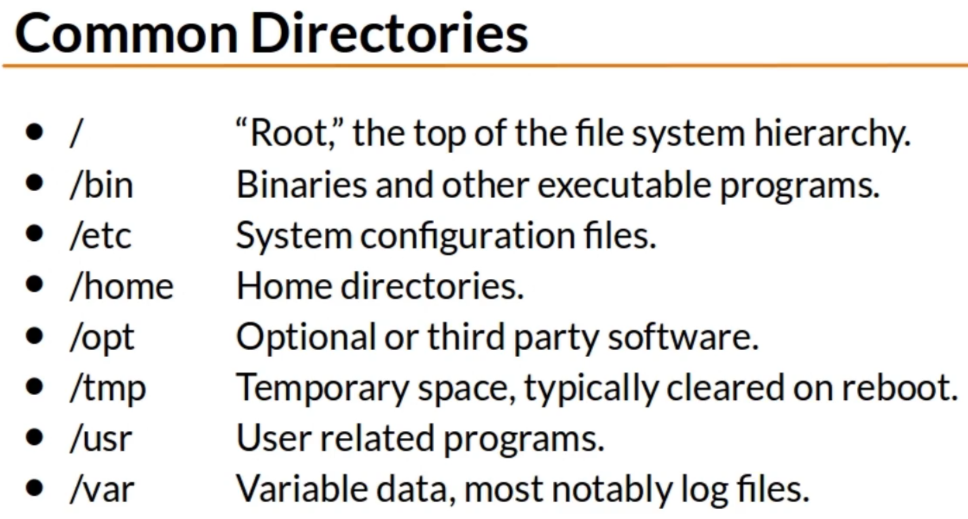 Common Directories
● / “Root,” the top of the file system hierarchy.
● /bin Binaries and other executable programs.
● /etc System configuration files.
● /home Home directories.
● /opt Optional or third party software.
● /tmp Temporary space, typically cleared on reboot.
● /usr User related programs.
● /var Variable data, most notably log files.